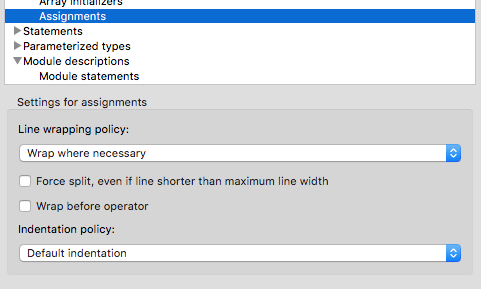 Array initializers
Assignments
Statements
Parameterized types
Module descriptions
Module statements
Settings for assignments
Line wrapping policy:
Wrap where necessary
Force split, even if line shorter than maximum line width
Wrap before operator
Indentation policy:
Default indentation